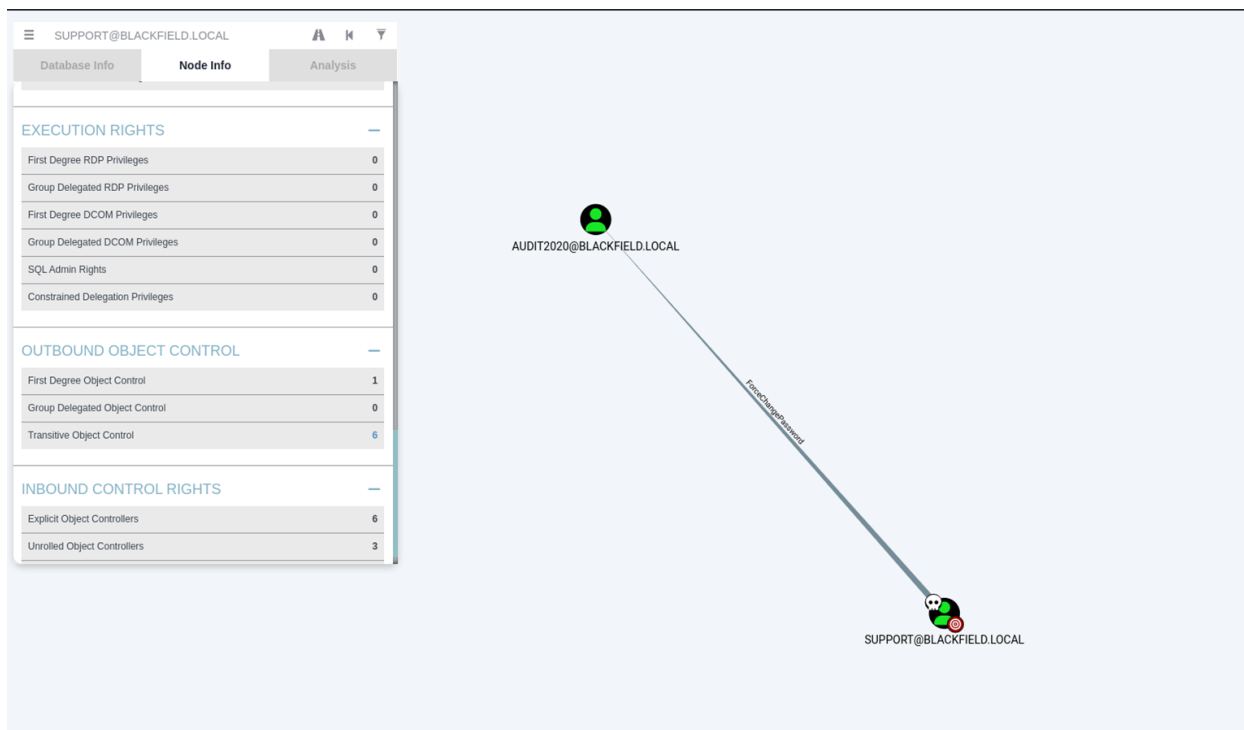 SUPPORT@BLACKFIELD.LOCAL
Database Info
Node Info
Analysis
EXECUTION RIGHTS
First Degree RDP Privileges 0
Group Delegated RDP Privileges 0
First Degree DCOM Privileges 0
Group Delegated DCOM Privileges 0
SQL Admin Rights 0
Constrained Delegation Privileges 0
OUTBOUND OBJECT CONTROL
First Degree Object Control 1
Group Delegated Object Control 0
Transitive Object Control 6
INBOUND CONTROL RIGHTS
Explicit Object Controllers 6
Unrolled Object Controllers 3
AUDIT2020@BLACKFIELD.LOCAL
ForceChangePassword
SUPPORT@BLACKFIELD.LOCAL